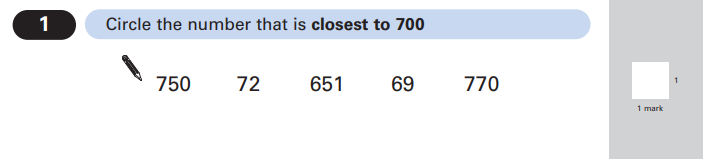 1 Circle the number that is closest to 700
750 72 651 69 770
1
1 mark